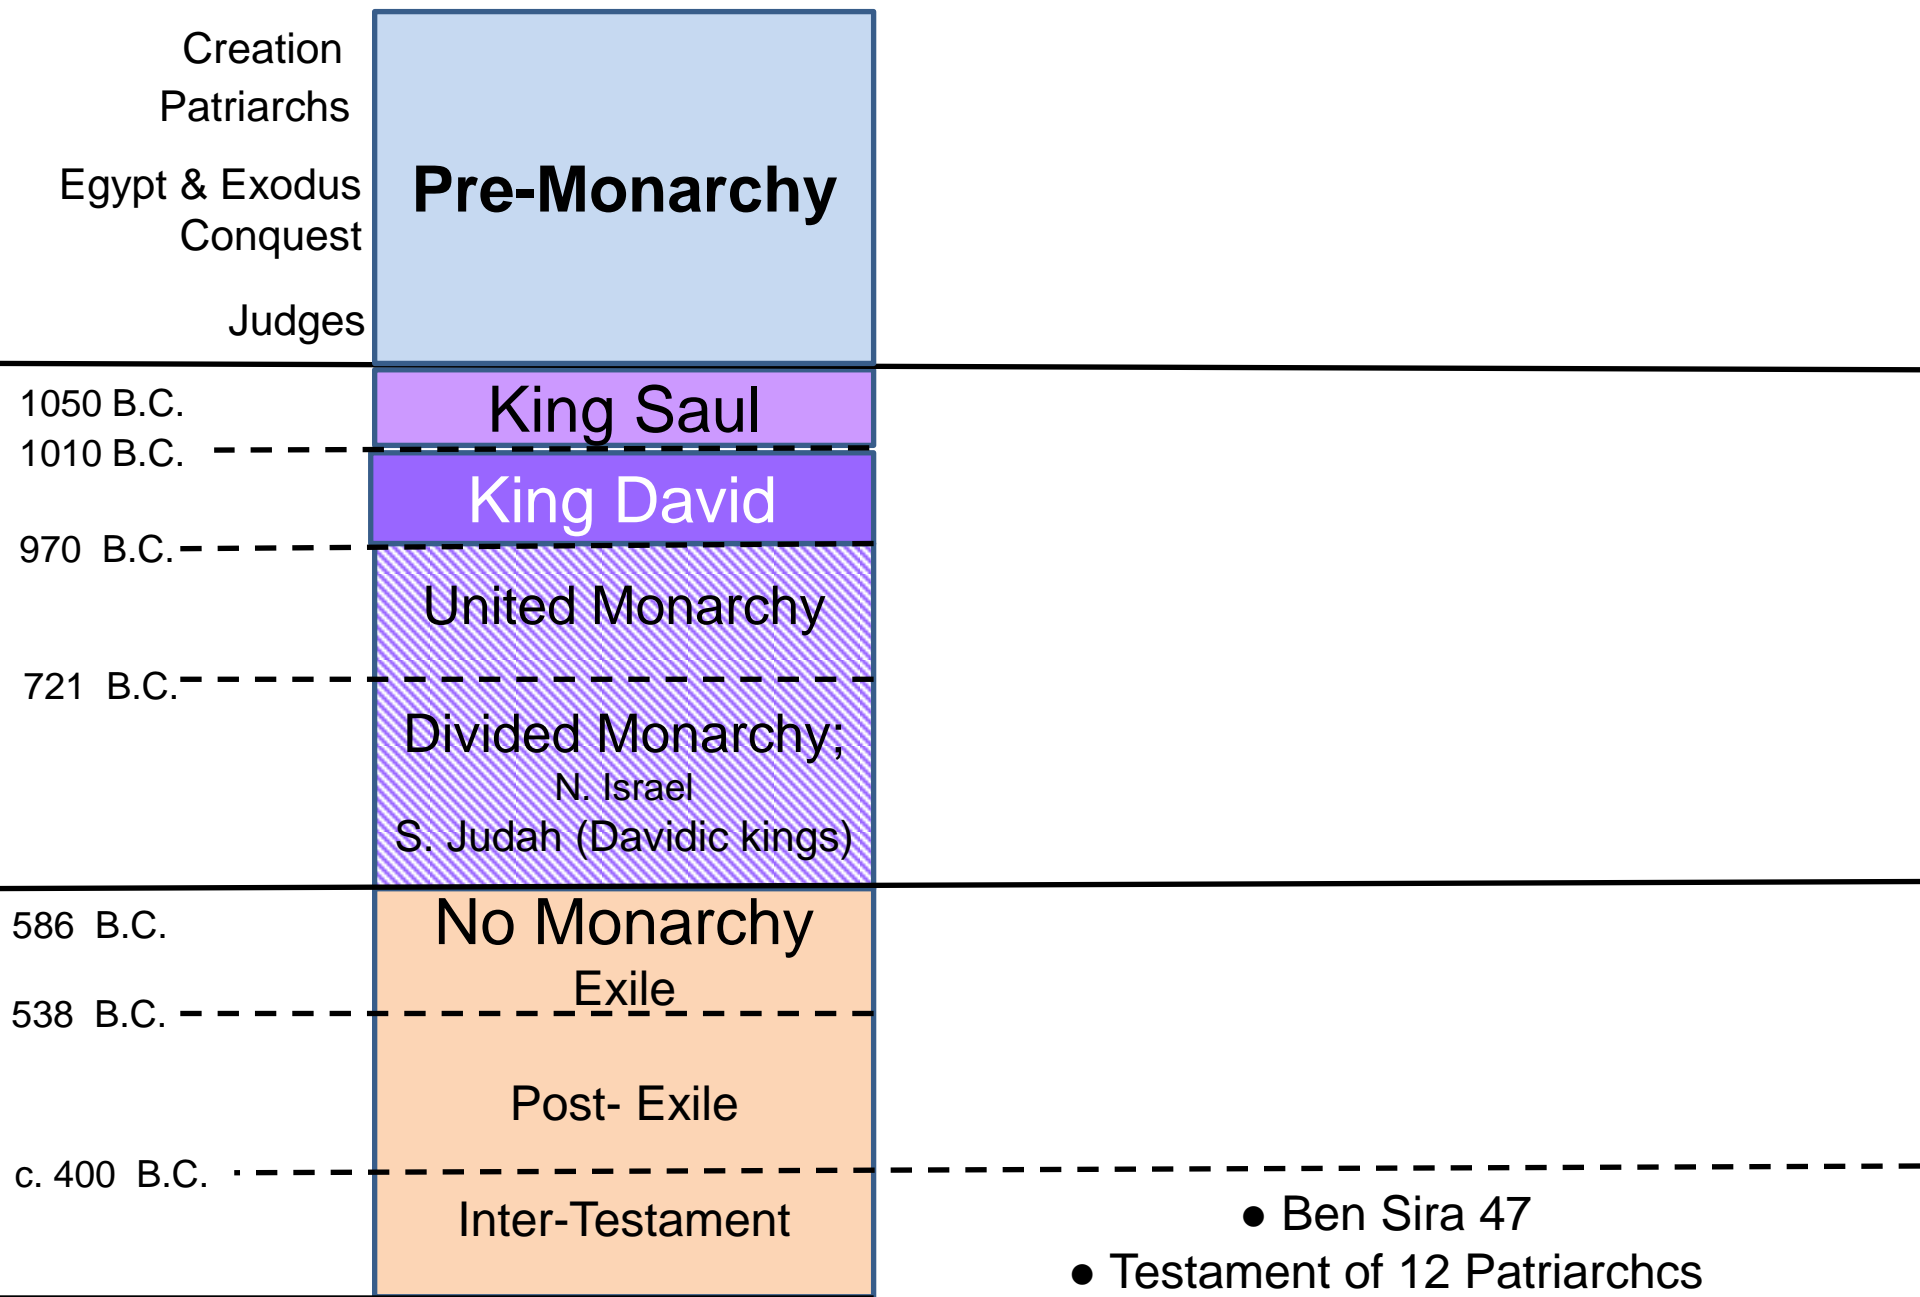 Creation
Patriarchs
Egypt & Exodus
Conquest
Judges
Pre-Monarchy
1050 B.C.
King Saul
1010 B.C.
King David
970 B.C.
United Monarchy
721 B.C.
Divided Monarchy;
N. Israel
S. Judah (Davidic kings)
586 B.C.
No Monarchy
Exile
538 B.C.
Post- Exile
c. 400 B.C.
Inter-Testament
● Ben Sira 47
● Testament of 12 Patriarchcs